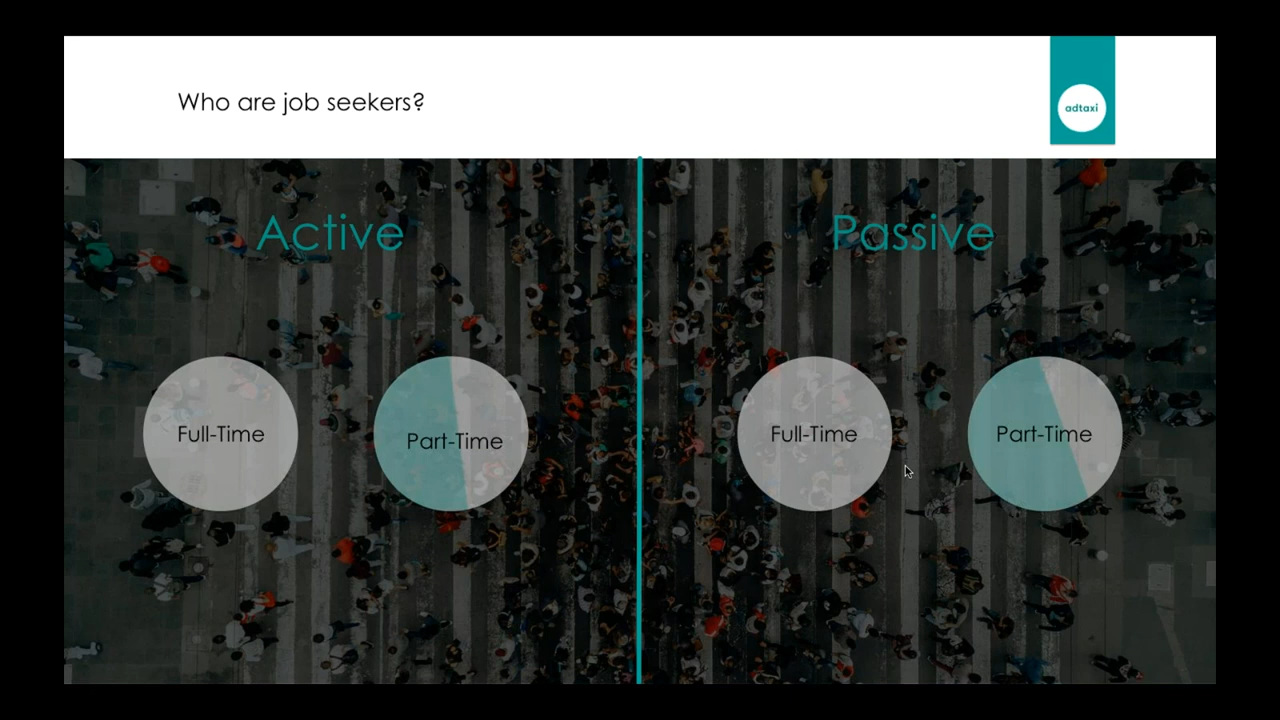 Who are job seekers?
adtaxi
Active
Passive
Full-Time
Part-Time
Full-Time
Part-Time